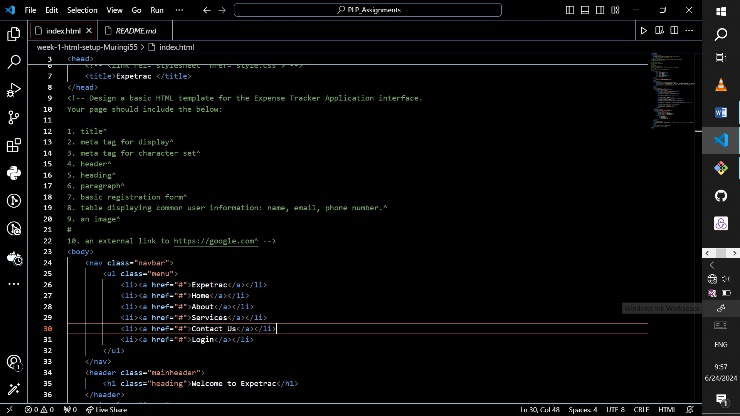 File Edit Selection View Go Run ··· PLP_Assignments
index.html README.md
week-1-html-setup-Muringi55 > index.html
3 <head>
6 <!-- <link rel="stylesheet" href="style.css"> -->
7 <title>Expetrac </title>
8 </head>
9 <!-- Design a basic HTML template for the Expense Tracker Application interface.
10 Your page should include the below:
11
12 1. title^
13 2. meta tag for display^
14 3. meta tag for character set^
15 4. header^
16 5. heading^
17 6. paragraph^
18 7. basic registration form^
19 8. table displaying common user information: name, email, phone number.^
20 9. an image^
21 #
22 10. an external link to https://google.com^ -->
23 <body>
24 <nav class="navbar">
25 <ul class="menu">
26 <li><a href="#">Expetrac</a></li>
27 <li><a href="#">Home</a></li>
28 <li><a href="#">About</a></li>
29 <li><a href="#">Services</a></li>
30 <li><a href="#">Contact Us</a></li>
31 <li><a href="#">Login</a></li>
32 </ul>
33 </nav>
34 <header class="mainheader">
35 <h1 class="heading">Welcome to Expetrac</h1>
36 </header>
Windows Ink Workspace
ENG
9:57
6/24/2024
0 0 0 Live Share Ln 30, Col 48 Spaces: 4 UTF-8 CRLF HTML